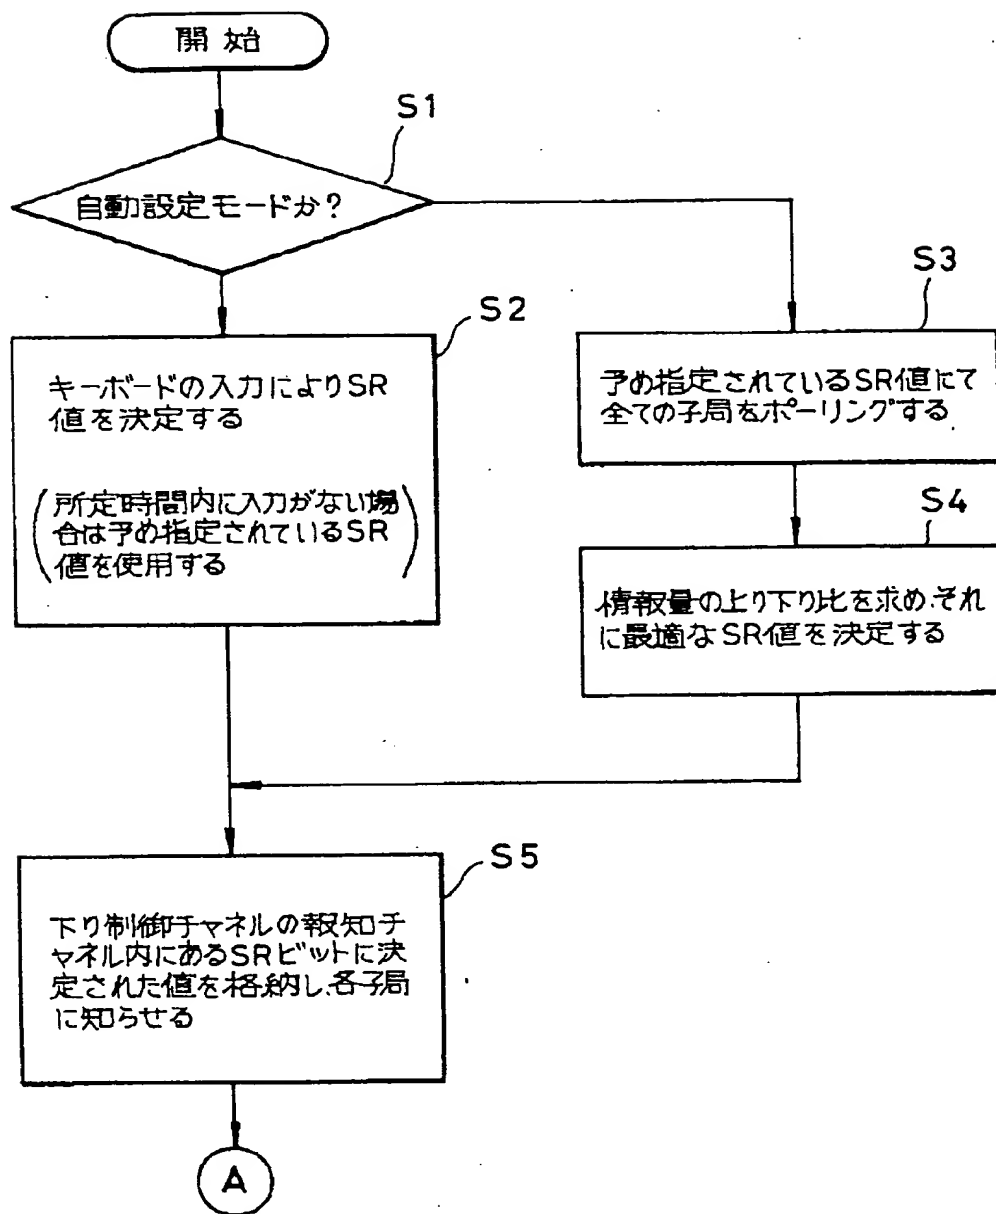 開始
S1
自動設定モードか?
S2
キーボードの入力によりSR
値を決定する
(所定時間内に入力がない場
合は予め指定されているSR
値を使用する)
S3
予め指定されているSR値にて
全ての子局をポーリングする
S4
情報量の上り下り比を求め、それ
に最適なSR値を決定する
S5
下り制御チャネルの報知チ
ャネル内にあるSRビットに決
定された値を格納し、各子局
に知らせる
A